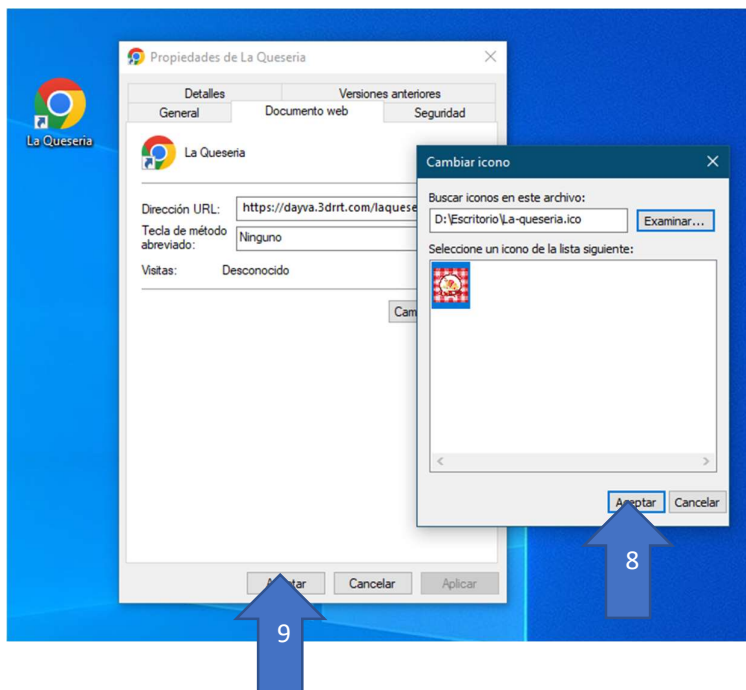 La Queseria
Propiedades de La Queseria
Detalles
Versiones anteriores
General
Documento web
Seguridad
La Queseria
Dirección URL:
https://dayva.3drrt.com/laquese
Tecla de método
abreviado:
Ninguno
Visitas:
Desconocido
Cam
Aceptar
Cancelar
Aplicar
9
Cambiar icono
Buscar iconos en este archivo:
D:\Escritorio\La-queseria.ico
Examinar...
Seleccione un icono de la lista siguiente:
Aceptar
Cancelar
8